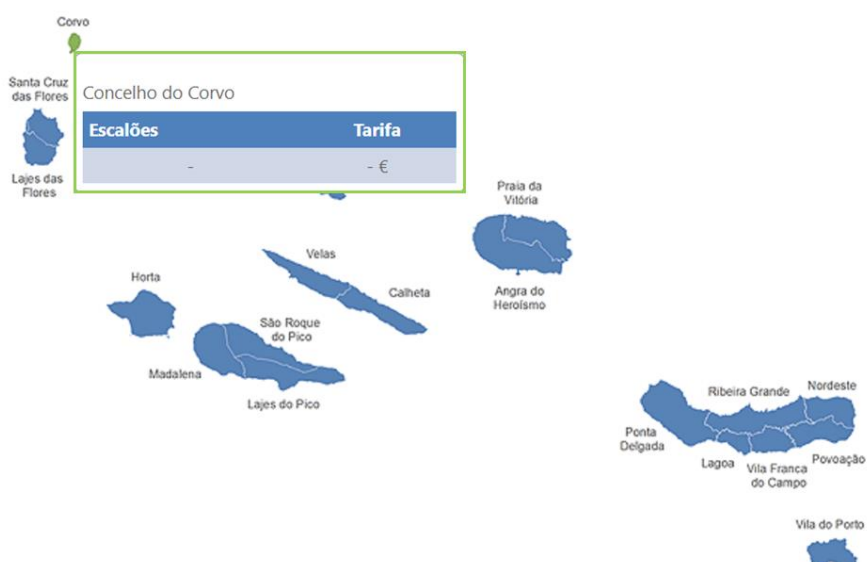 Corvo
Santa Cruz
das Flores
Concelho do Corvo
Escalões Tarifa
- - €
Lajes das
Flores
Praia da
Vitória
Velas
Horta
Calheta
Angra do
Heroísmo
São Roque
do Pico
Madalena
Lajes do Pico
Ribeira Grande
Nordeste
Ponta
Delgada
Lagoa
Vila Franca
do Campo
Povoação
Vila do Porto